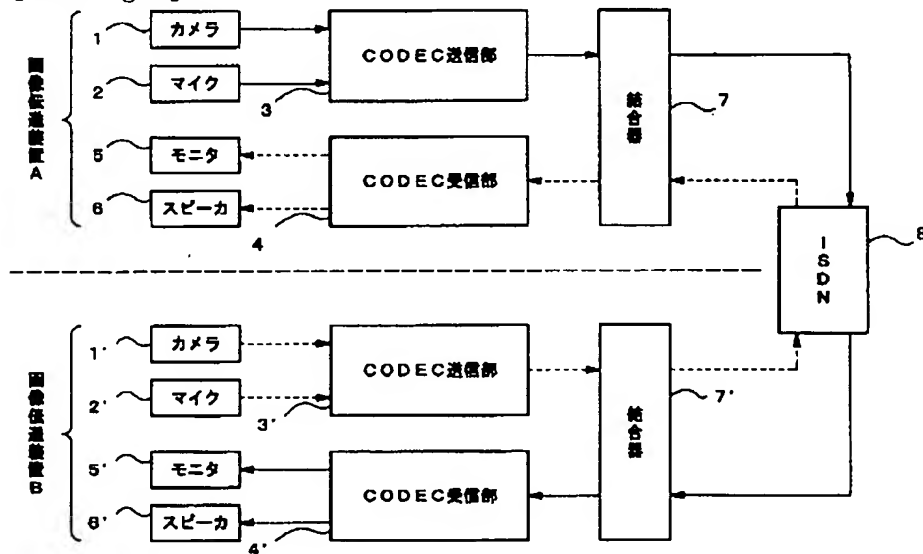 1
カメラ
2
マイク
CODEC送信部
3
結合器
7
画像伝送装置A
5
モニタ
6
スピーカ
CODEC受信部
4
ISDN
8
1'
カメラ
2'
マイク
CODEC送信部
3'
結合器
7'
画像伝送装置B
5'
モニタ
6'
スピーカ
CODEC受信部
4'